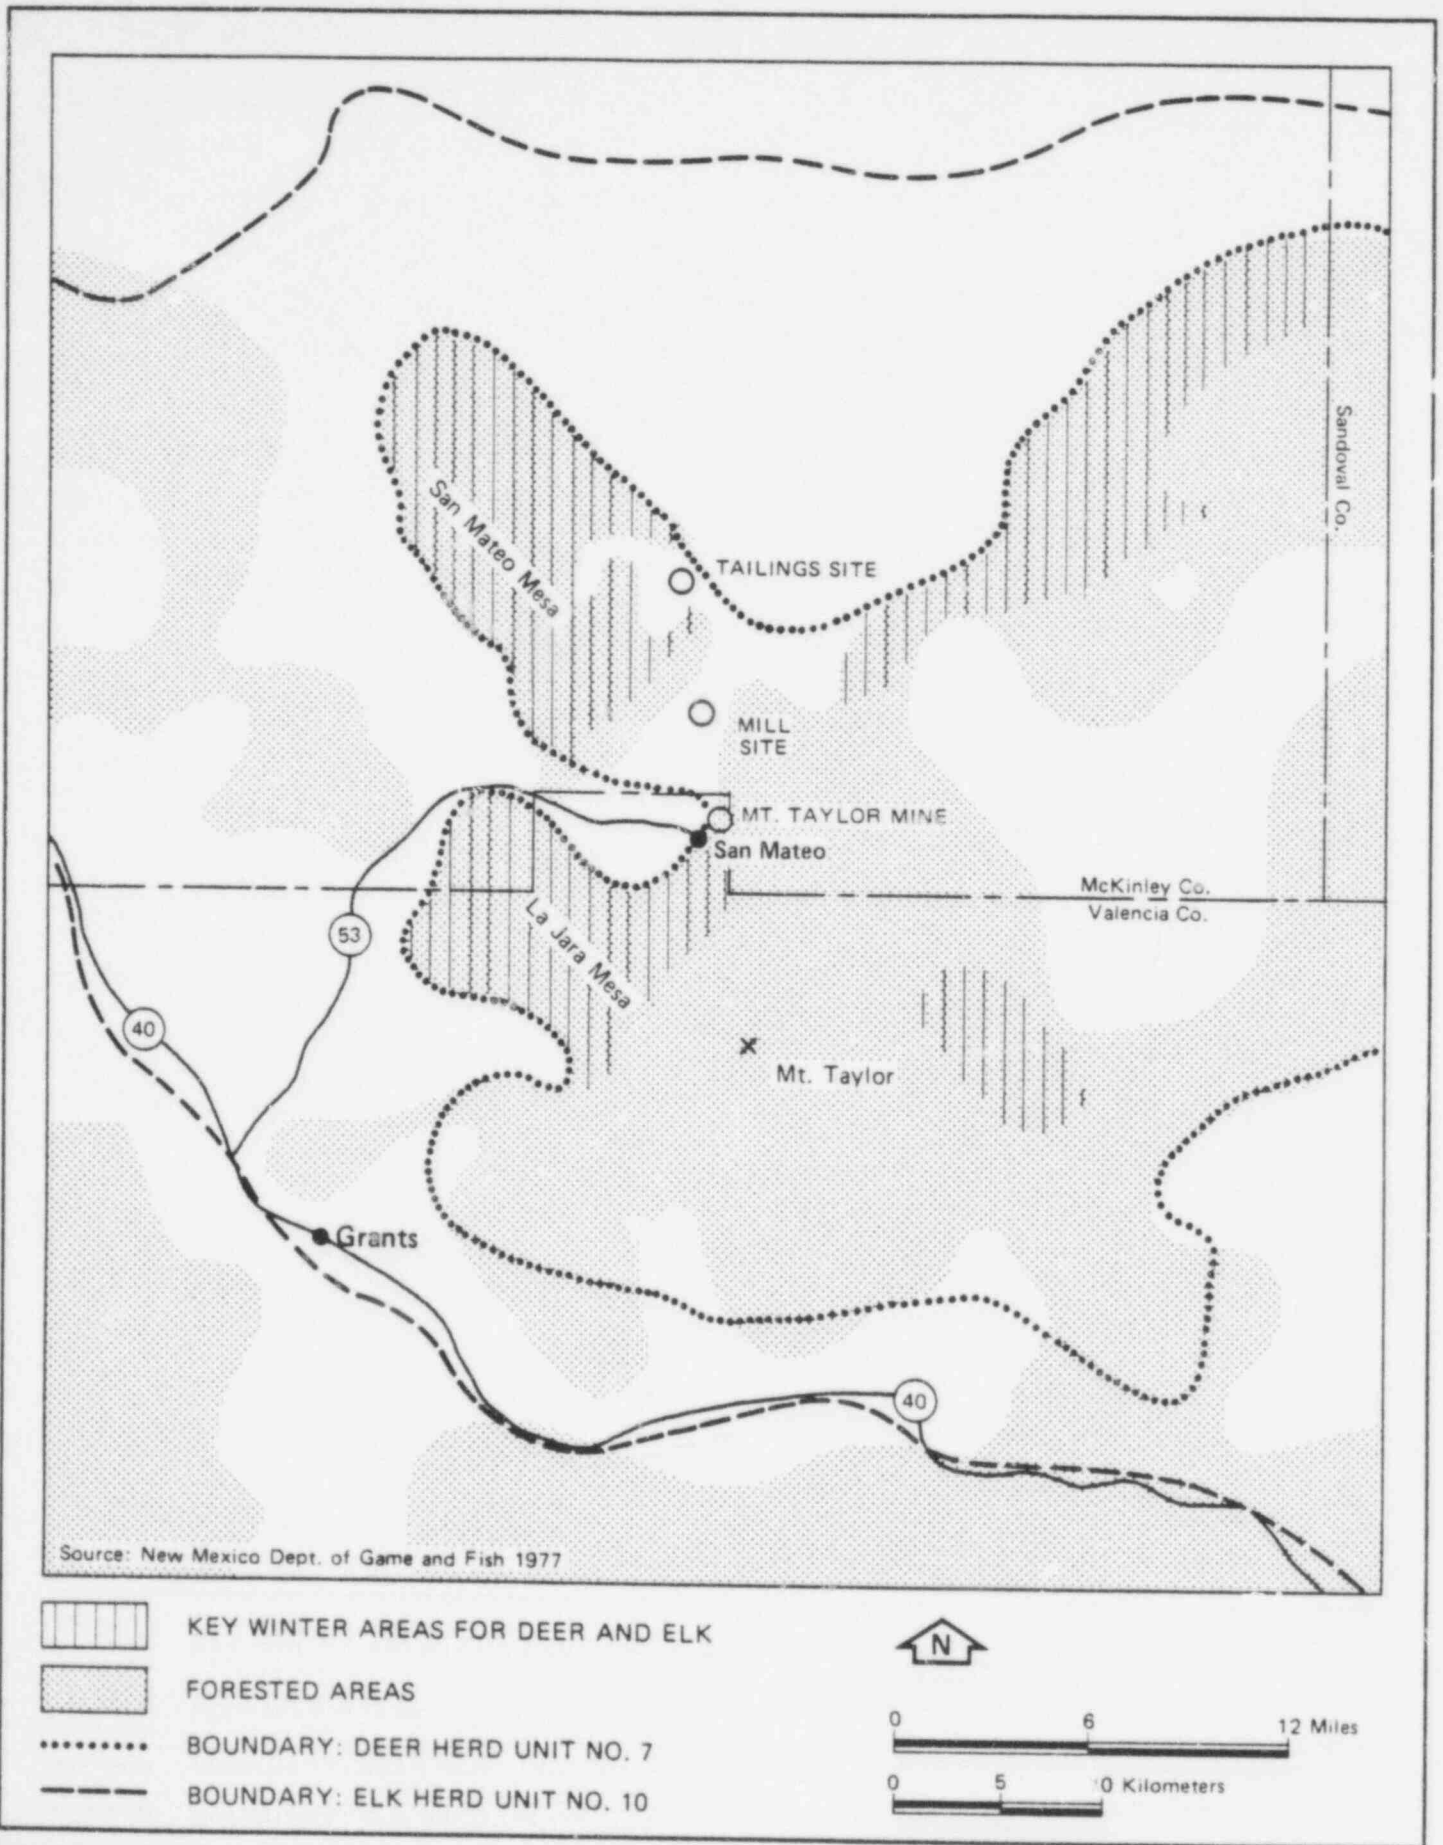 Sandoval Co.
San Mateo Mesa
TAILINGS SITE
MILL
SITE
MT. TAYLOR MINE
San Mateo
McKinley Co.
Valencia Co.
La Jara Mesa
53
40
Mt. Taylor
Grants
40
Source: New Mexico Dept. of Game and Fish 1977
KEY WINTER AREAS FOR DEER AND ELK
FORESTED AREAS
BOUNDARY: DEER HERD UNIT NO. 7
BOUNDARY: ELK HERD UNIT NO. 10
N
0 6 12 Miles
0 5 0 Kilometers